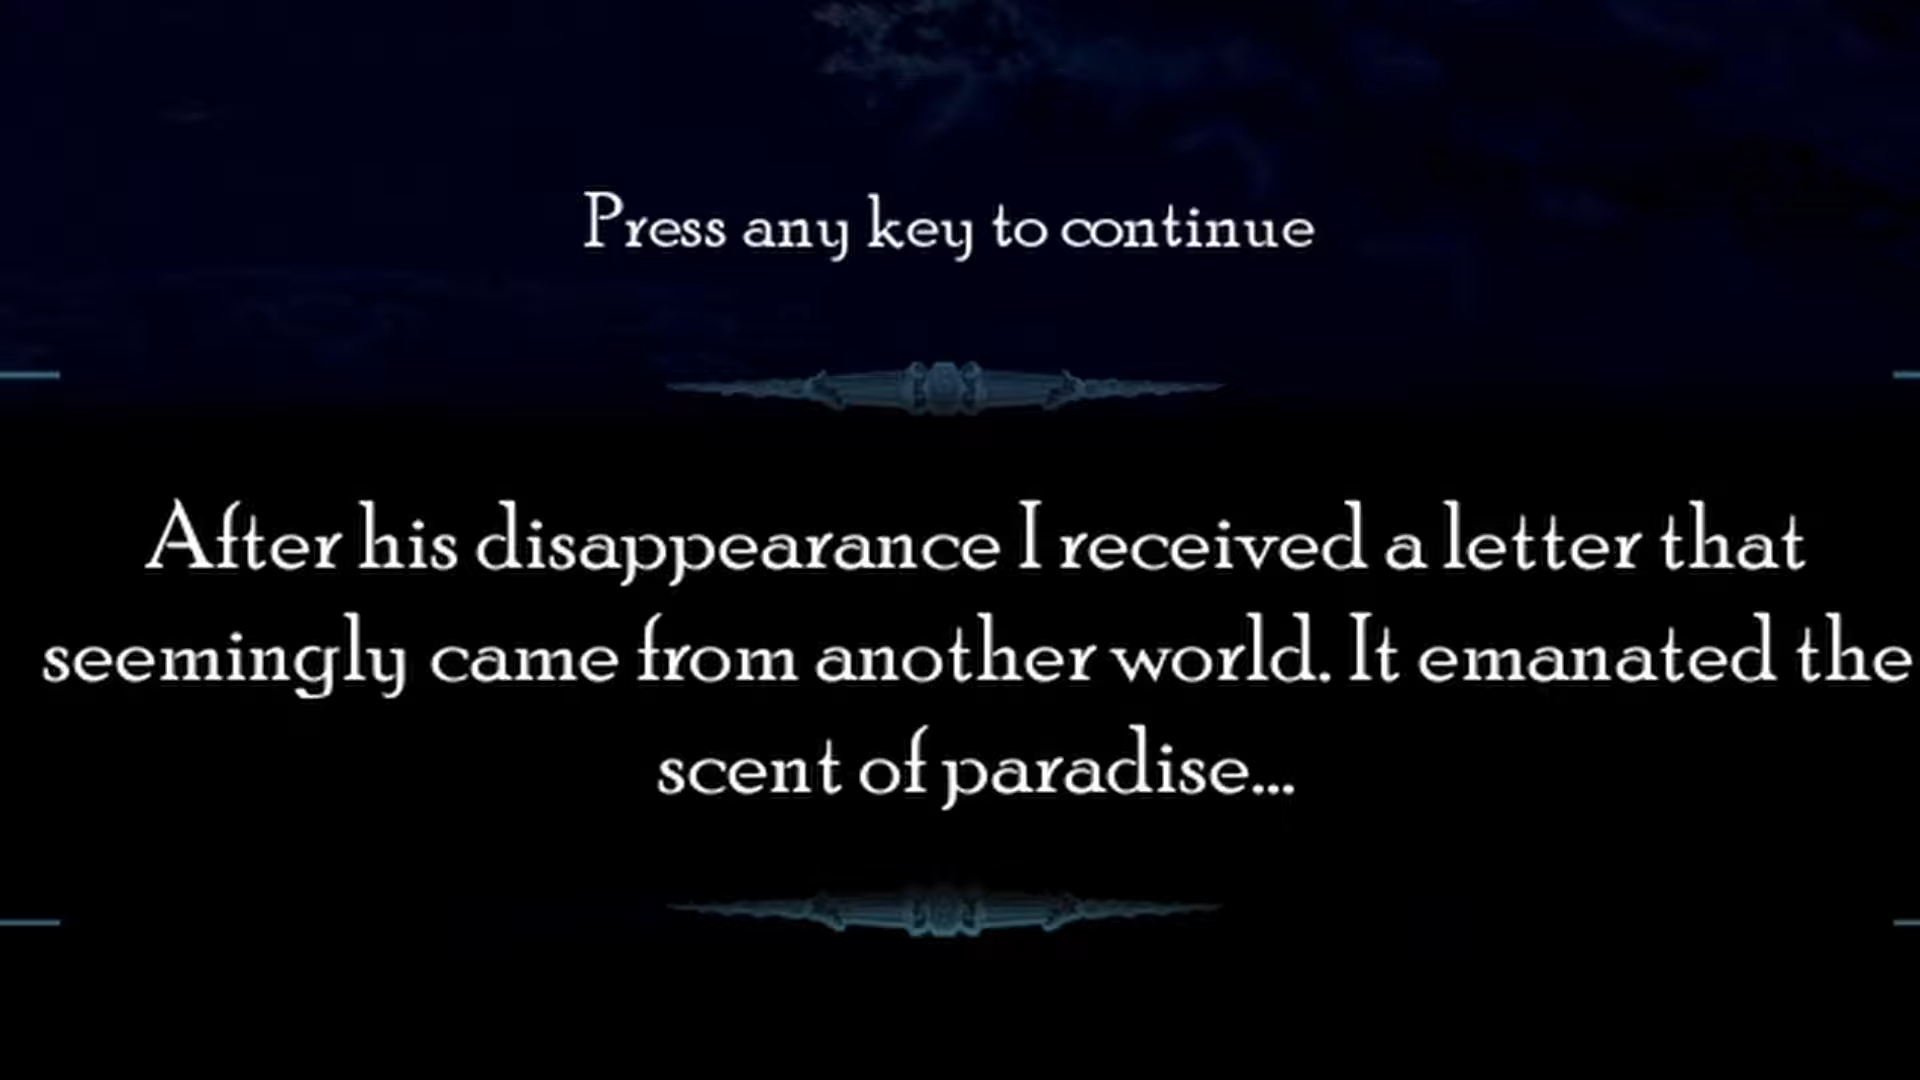 Press any key to continue
After his disappearance I received a letter that
seemingly came from another world. It emanated the
scent of paradise...